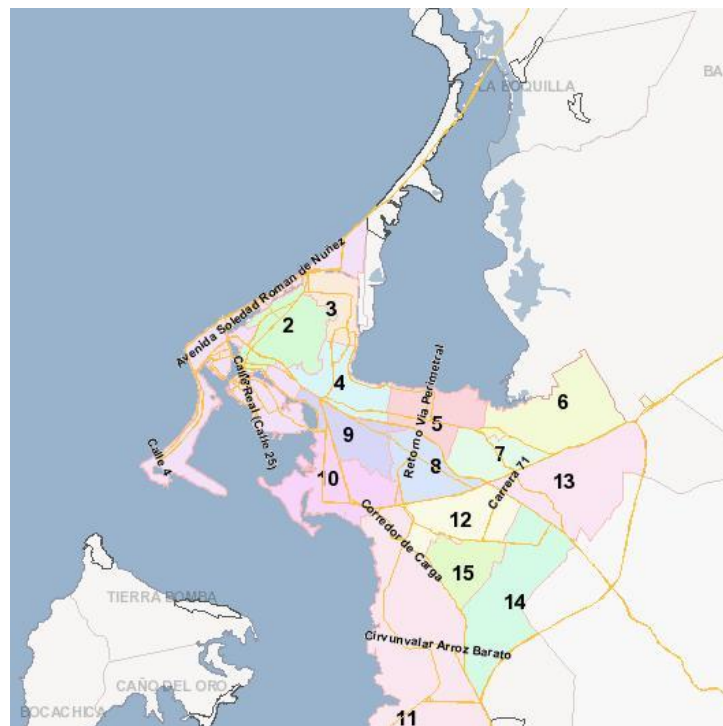 LA BOQUILLA
BA
Avenida Soledad Roman de Nuñez
3
2
4
Calle Real (Calle 25)
Retorno Via Perimetral
6
5
Calle 4
9
7
8
13
10
Carrera 71
12
Corredor de Carga
15
TIERRA BOMBA
14
Cirvunvalar Arroz Barato
CAÑO DEL ORO
BOCACHICA
11